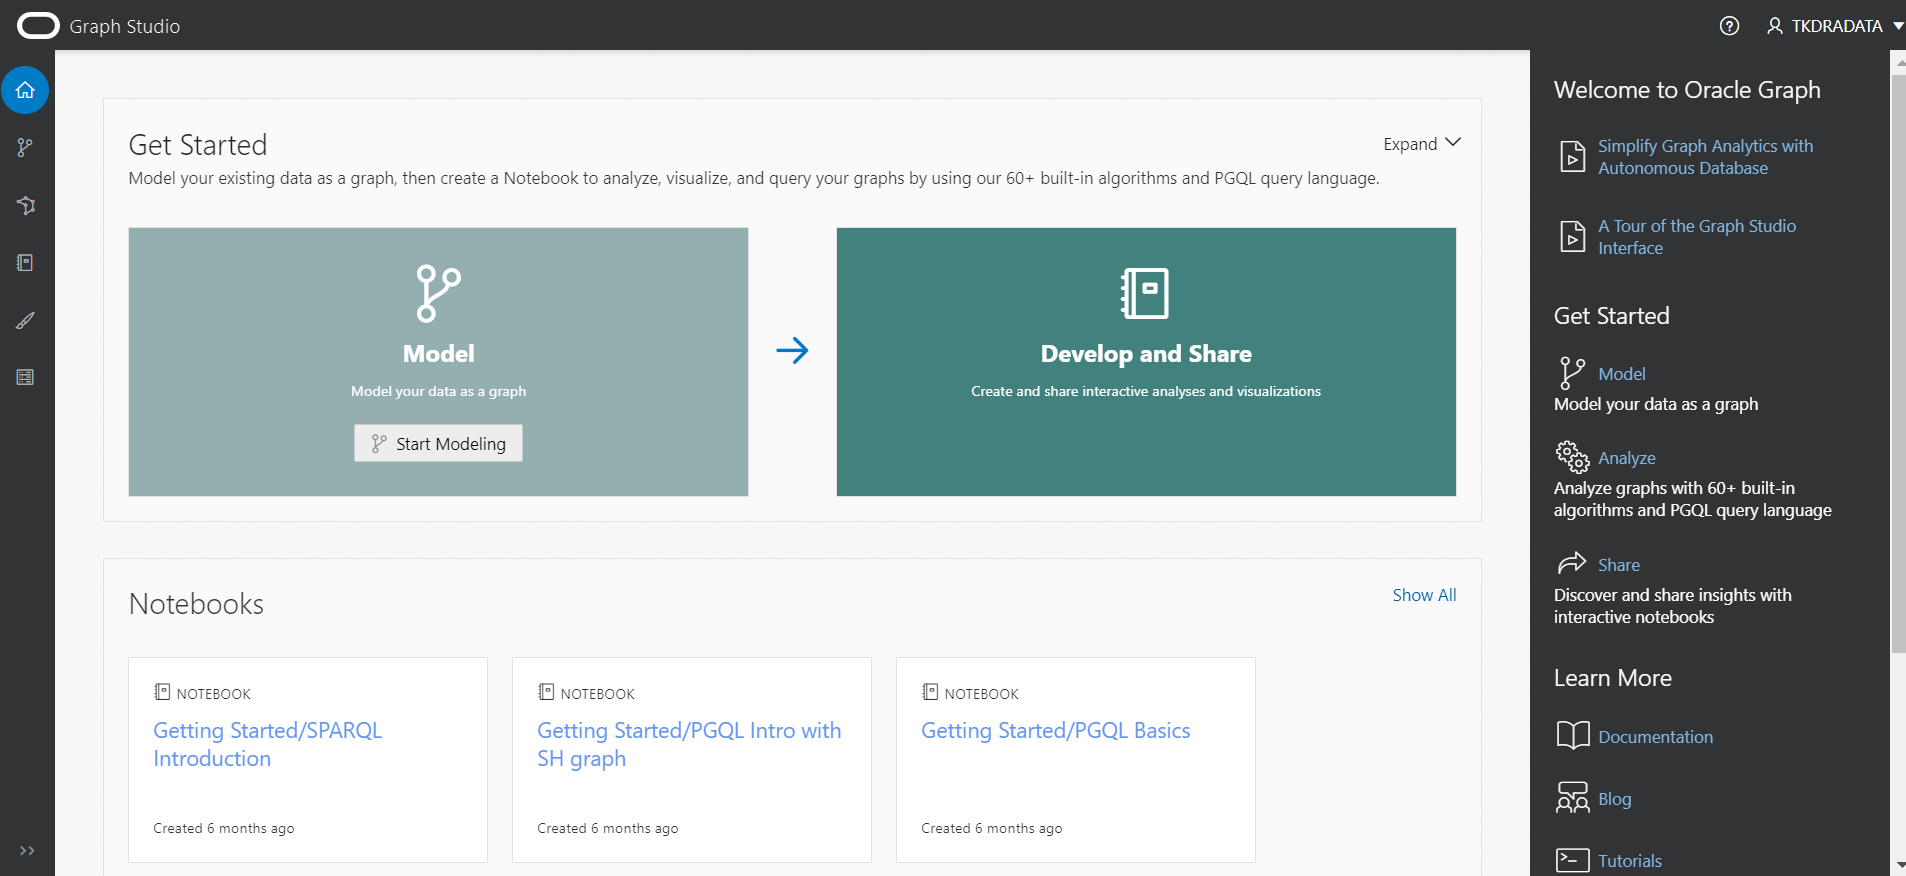 Graph Studio
TKDRADATA
Get Started
Expand
Model your existing data as a graph, then create a Notebook to analyze, visualize, and query your graphs by using our 60+ built-in algorithms and PGQL query language.
Model
Model your data as a graph
Start Modeling
Develop and Share
Create and share interactive analyses and visualizations
Notebooks
Show All
NOTEBOOK
Getting Started/SPARQL
Introduction
Created 6 months ago
NOTEBOOK
Getting Started/PGQL Intro with
SH graph
Created 6 months ago
NOTEBOOK
Getting Started/PGQL Basics
Created 6 months ago
Welcome to Oracle Graph
Simplify Graph Analytics with
Autonomous Database
A Tour of the Graph Studio
Interface
Get Started
Model
Model your data as a graph
Analyze
Analyze graphs with 60+ built-in
algorithms and PGQL query language
Share
Discover and share insights with
interactive notebooks
Learn More
Documentation
Blog
Tutorials